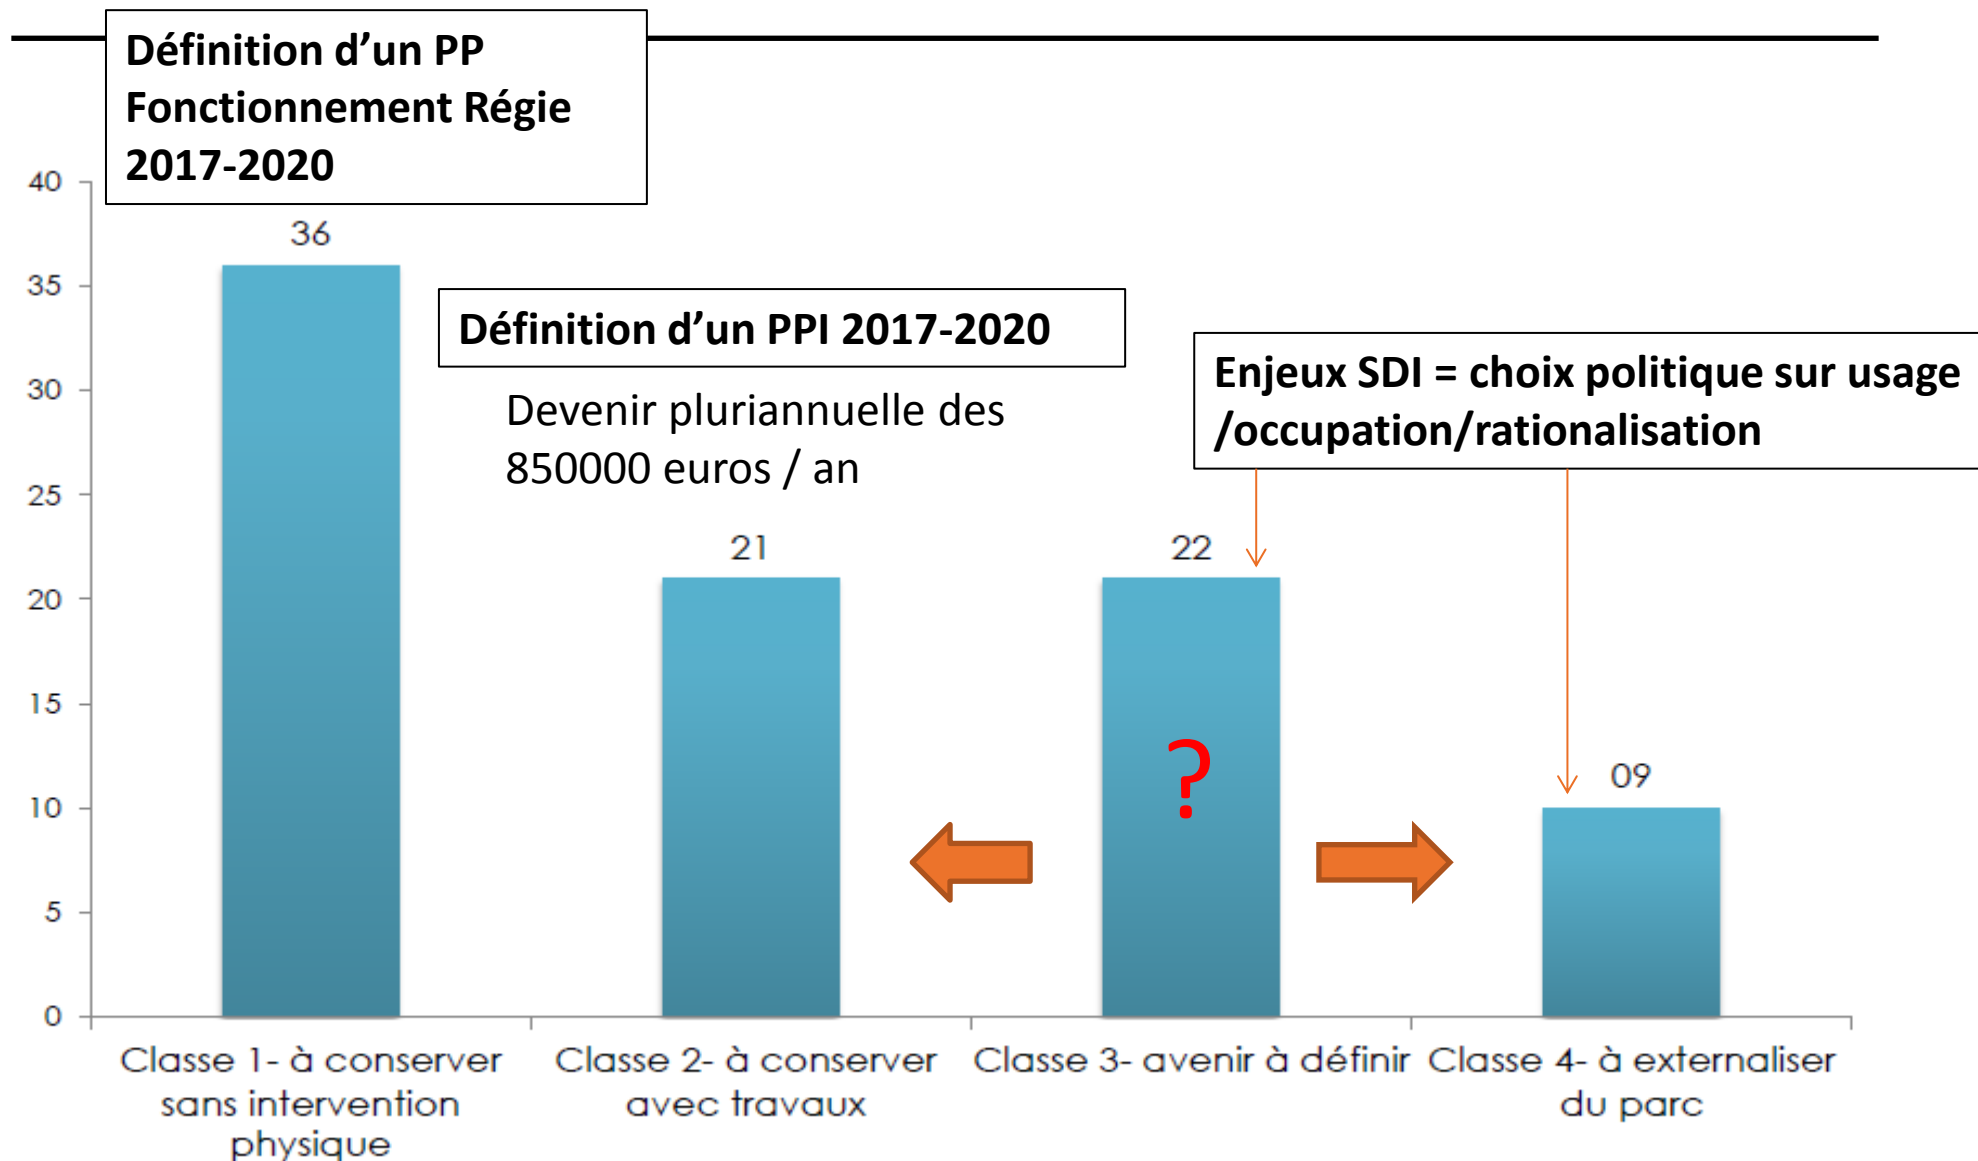 Définition d’un PP
Fonctionnement Régie
2017-2020
40
35
30
25
20
15
10
5
0
36
Définition d’un PPI 2017-2020
Devenir pluriannuelle des
850000 euros / an
Enjeux SDI = choix politique sur usage
/occupation/rationalisation
21
22
?
09
Classe 1- à conserver
sans intervention
physique
Classe 2- à conserver
avec travaux
Classe 3- avenir à définir
Classe 4- à externaliser
du parc